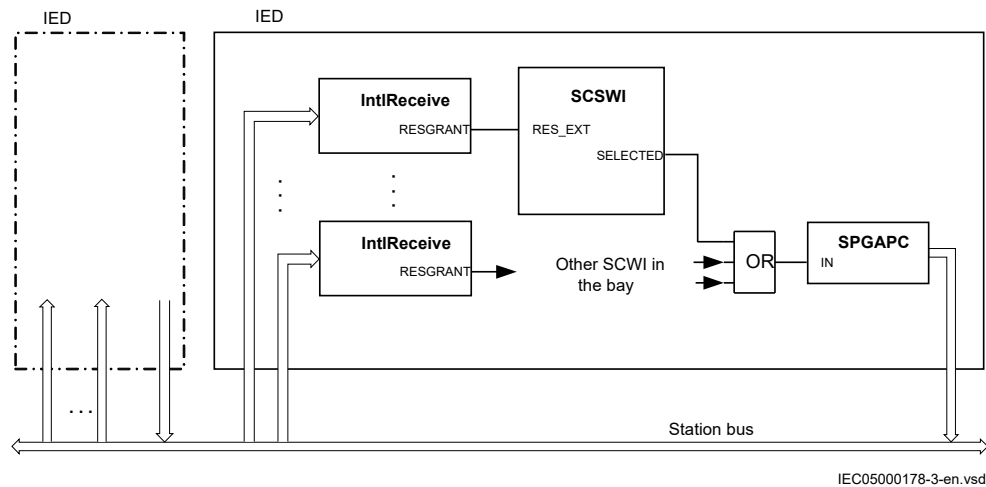 IED
IED
IntlReceive
RESGRANT
SCSWI
RES_EXT
SELECTED
. . .
. . .
IntlReceive
RESGRANT
Other SCWI in
the bay
OR
SPGAPC
IN
. . .
Station bus
IEC05000178-3-en.vsd